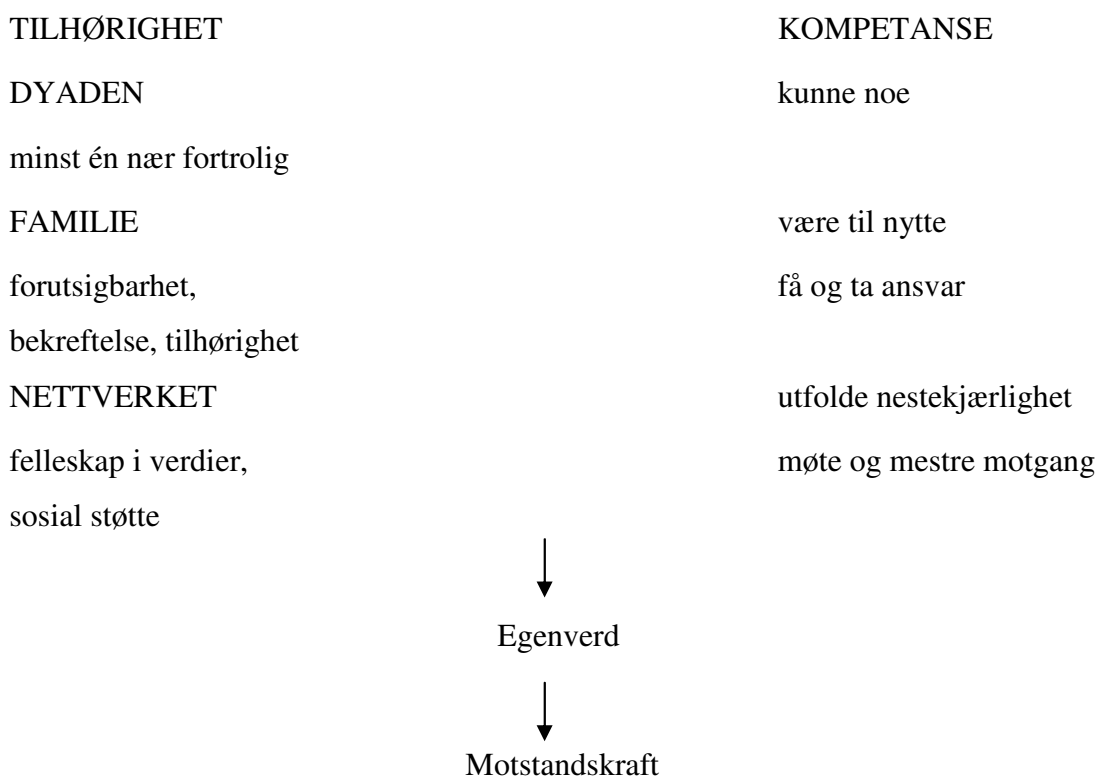 TILHØRIGHET KOMPETANSE
DYADEN kunne noe
minst én nær fortrolig
FAMILIE være til nytte
forutsigbarhet, få og ta ansvar
bekreftelse, tilhørighet
NETTVERKET utfolde nestekjærlighet
felleskap i verdier, møte og mestre motgang
sosial støtte
Egenverd
Motstandskraft